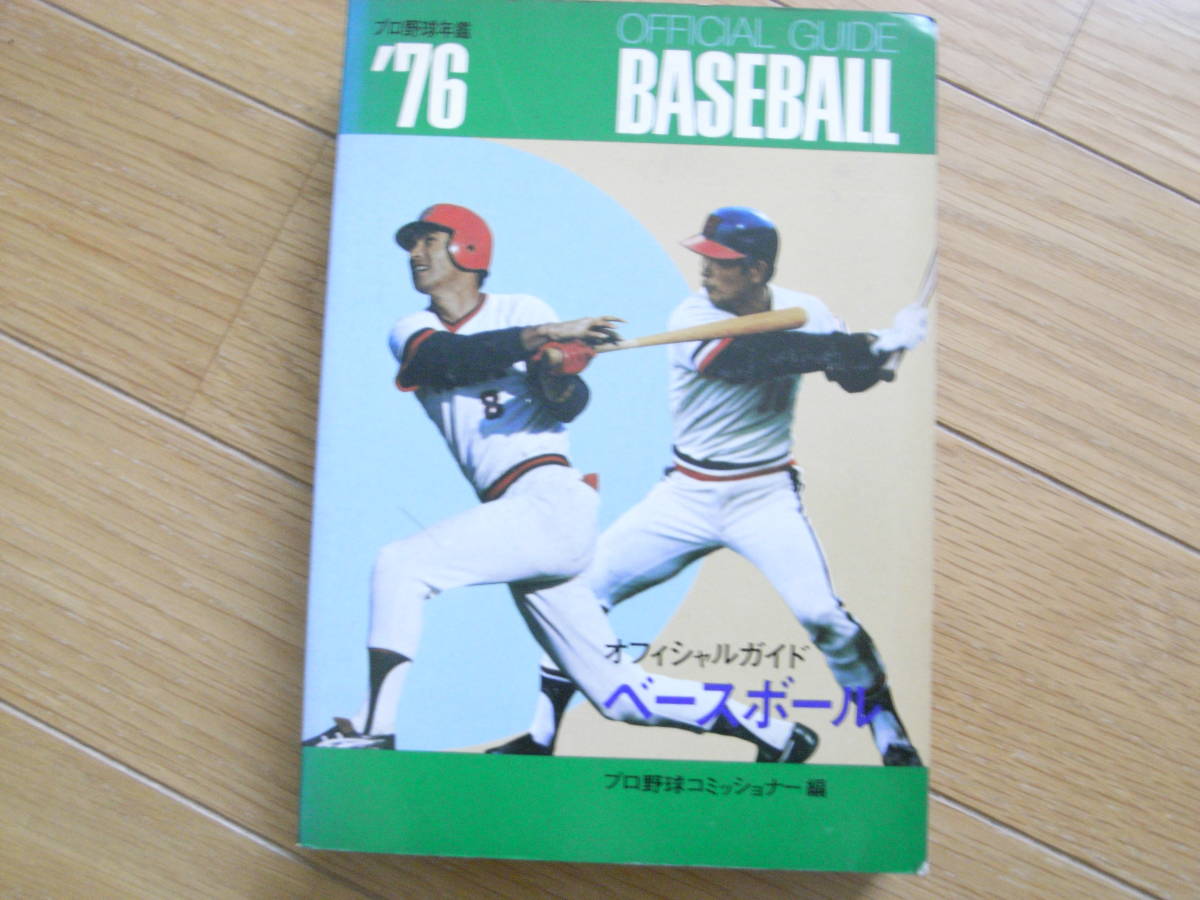 プロ野球年鑑
'76
OFFICIAL GUIDE
BASEBALL
8
オフィシャルガイド
ベースボール
プロ野球コミッショナー編